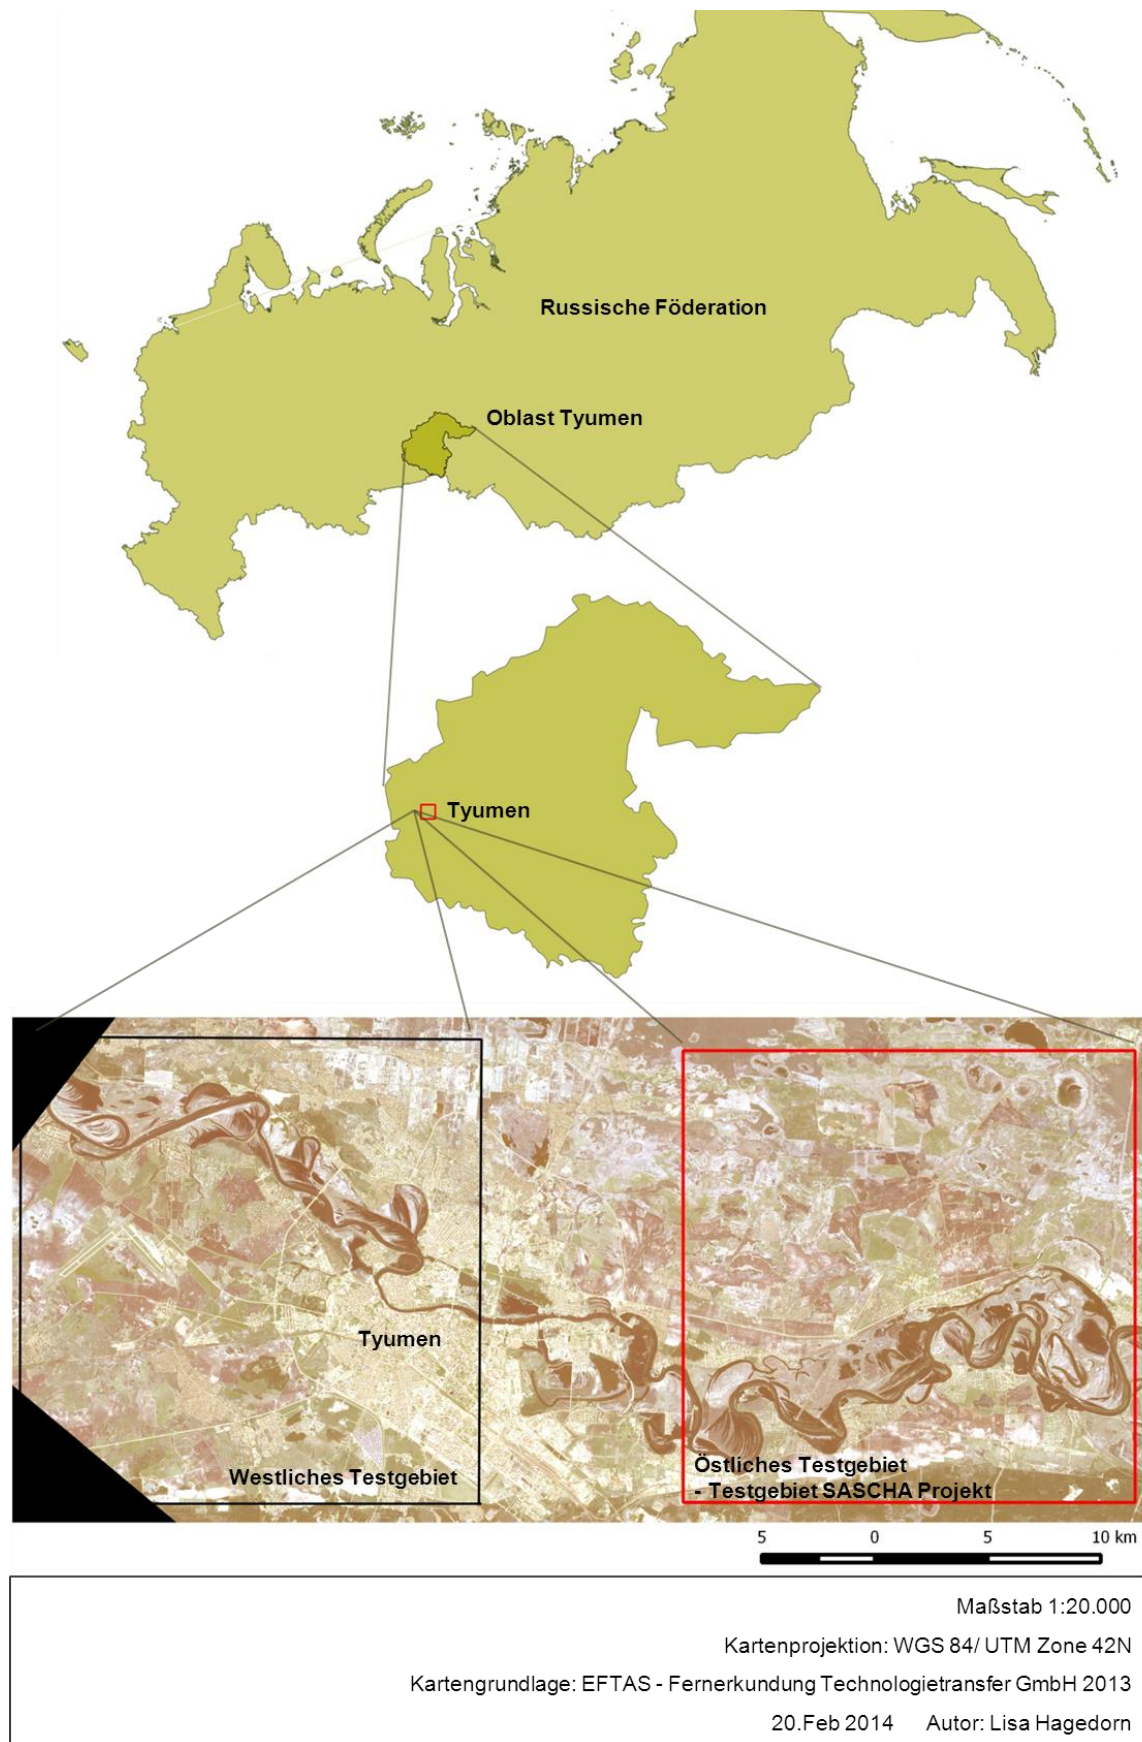 Russische Föderation
Oblast Tyumen
Tyumen
Tyumen
Westliches Testgebiet
Östliches Testgebiet
- Testgebiet SASCHA Projekt
5 0 5 10 km
Maßstab 1:20.000
Kartenprojektion: WGS 84/ UTM Zone 42N
Kartengrundlage: EFTAS - Fernerkundung Technologietransfer GmbH 2013
20.Feb 2014 Autor: Lisa Hagedorn